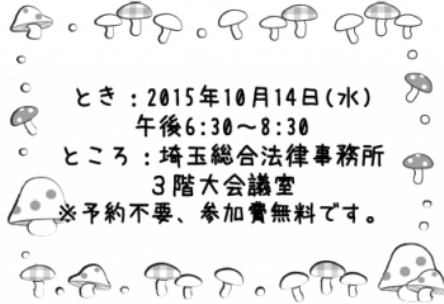 とき：2015年10月14日(水)
午後6:30～8:30
ところ：埼玉総合法律事務所
３階大会議室
※予約不要、参加費無料です。